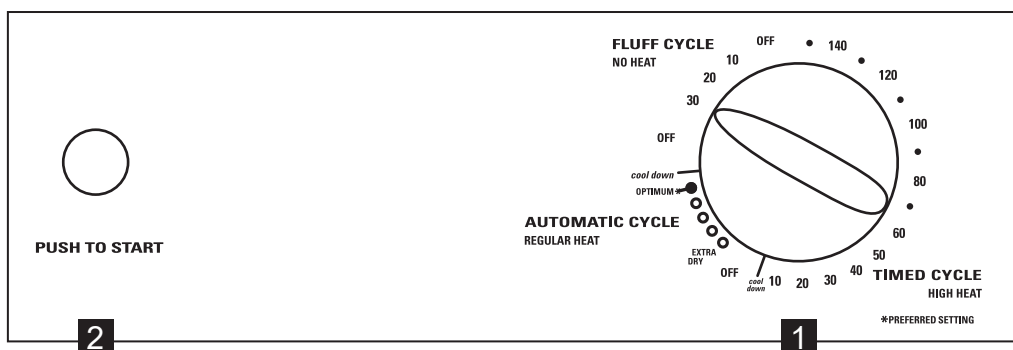 FLUFF CYCLE
NO HEAT
OFF
10
20
30
OFF
140
120
100
80
60
50
40
30
20
10
cool down
OPTIMUM *
AUTOMATIC CYCLE
REGULAR HEAT
EXTRA
DRY
OFF
cool
down
TIMED CYCLE
HIGH HEAT
*PREFERRED SETTING
PUSH TO START
2
1